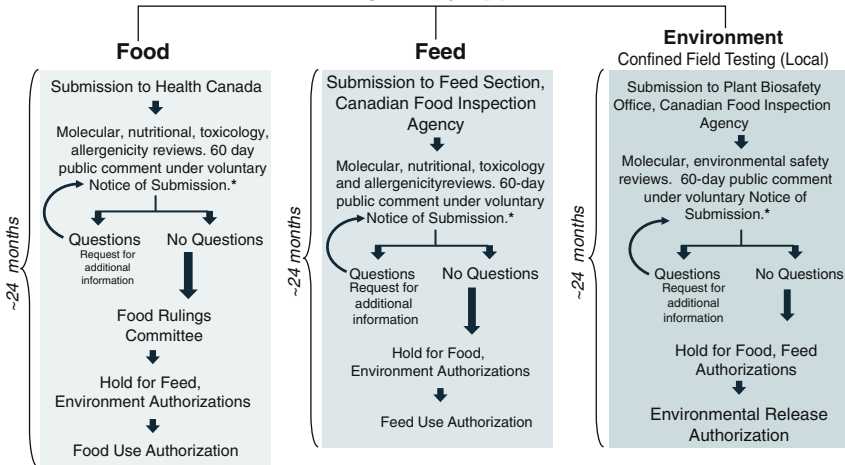 Food
~24 months
Submission to Health Canada
Molecular, nutritional, toxicology,
allergenicity reviews. 60 day
public comment under voluntary
Notice of Submission.*
Questions
Request for
additional
information
No Questions
Food Rulings
Committee
Hold for Feed,
Environment Authorizations
Food Use Authorization
Feed
~24 months
Submission to Feed Section,
Canadian Food Inspection
Agency
Molecular, nutritional, toxicology
and allergenicityreviews. 60-day
public comment under voluntary
Notice of Submission.*
Questions
Request for
additional
information
No Questions
Hold for Food,
Environment Authorizations
Feed Use Authorization
Environment
Confined Field Testing (Local)
~24 months
Submission to Plant Biosafety
Office, Canadian Food Inspection
Agency
Molecular, environmental safety
reviews. 60-day public comment
under voluntary Notice of
Submission.*
Questions
Request for
additional
information
No Questions
Hold for Food, Feed
Authorizations
Environmental Release
Authorization